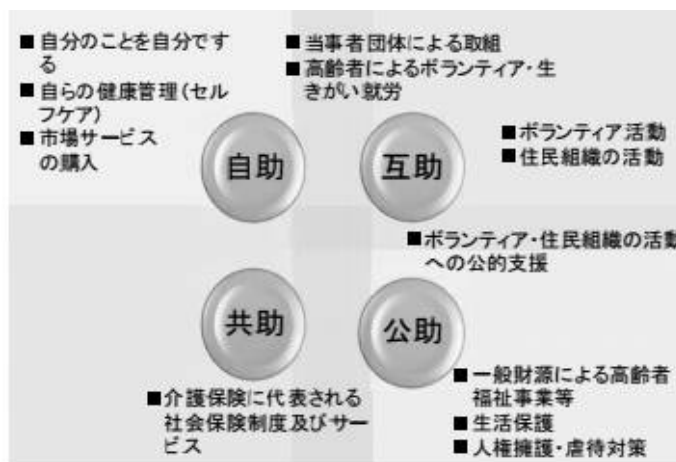 ■自分のことを自分です
る
■自らの健康管理(セル
フケア)
■市場サービス
の購入
■当事者団体による取組
■高齢者によるボランティア・生
きがい就労
■ボランティア活動
■住民組織の活動
自助
互助
■ボランティア・住民組織の活動
への公的支援
共助
公助
■介護保険に代表される
社会保険制度及びサー
ビス
■一般財源による高齢者
福祉事業等
■生活保護
■人権擁護・虐待対策